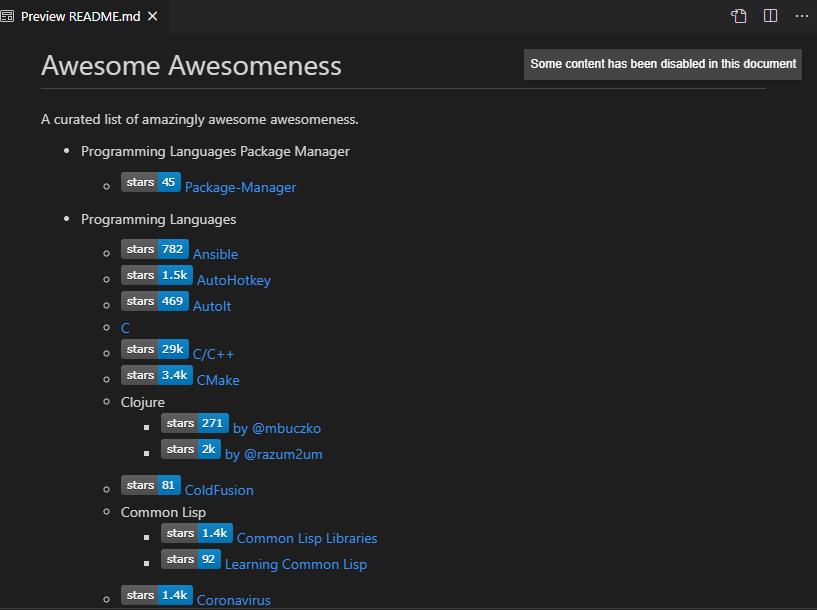 Preview README.md
Awesome Awesomeness
Some content has been disabled in this document
A curated list of amazingly awesome awesomeness.
Programming Languages Package Manager
stars 45 Package-Manager
Programming Languages
stars 782 Ansible
stars 1.5k AutoHotkey
stars 469 AutoIt
C
stars 29k C/C++
stars 3.4k CMake
Clojure
stars 271 by @mbuczko
stars 2k by @razum2um
stars 81 ColdFusion
Common Lisp
stars 1.4k Common Lisp Libraries
stars 92 Learning Common Lisp
stars 1.4k Coronavirus